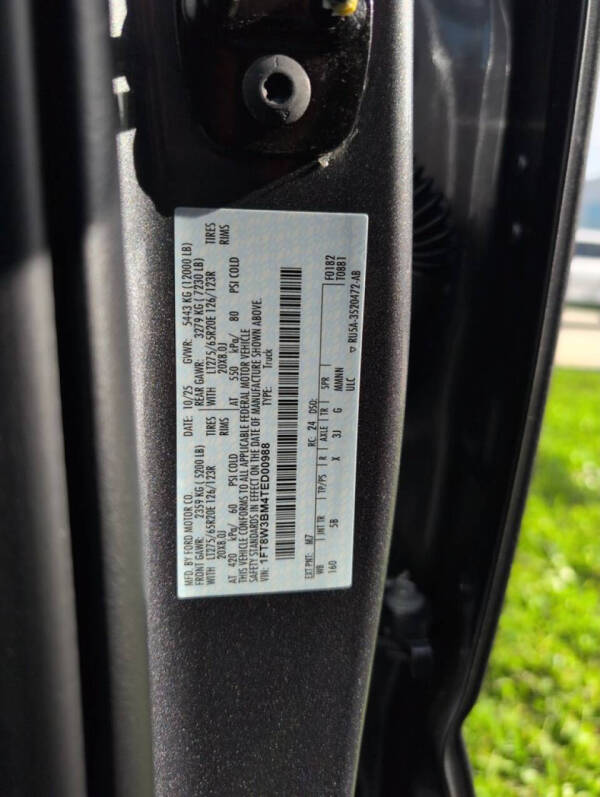 MFD. BY FORD MOTOR CO. DATE: 10/25 GVWR: 5443 KG (12000 LB)
FRONT GAWR: 2359 KG (5200 LB) REAR GAWR: 3279 KG (7230 LB)
WITH LT275/65R20E 126/123R TIRES WITH LT275/65R20E 126/123R TIRES
20X8.0J RIMS 20X8.0J RIMS
AT 420 kPa/ 60 PSI COLD AT 550 kPa/ 80 PSI COLD
THIS VEHICLE CONFORMS TO ALL APPLICABLE FEDERAL MOTOR VEHICLE
SAFETY STANDARDS IN EFFECT ON THE DATE OF MANUFACTURE SHOWN ABOVE.
VIN: 1FT8W3BM4TED00988 TYPE: Truck
F0182
T0881
EXT PNT: M7 RC: 24 DSO:
WB INT TR TP/PS R AXLE TR SPR
160 5B X 3J G MANNN
ULC
▽ RU5A-3520472-AB